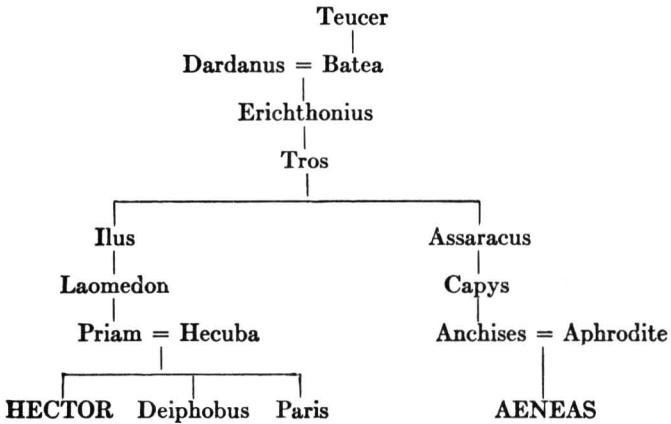 Teucer
Dardanus = Batea
Erichthonius
Tros
Ilus Assaracus
Laomedon Capys
Priam = Hecuba Anchises = Aphrodite
HECTOR Deiphobus Paris AENEAS